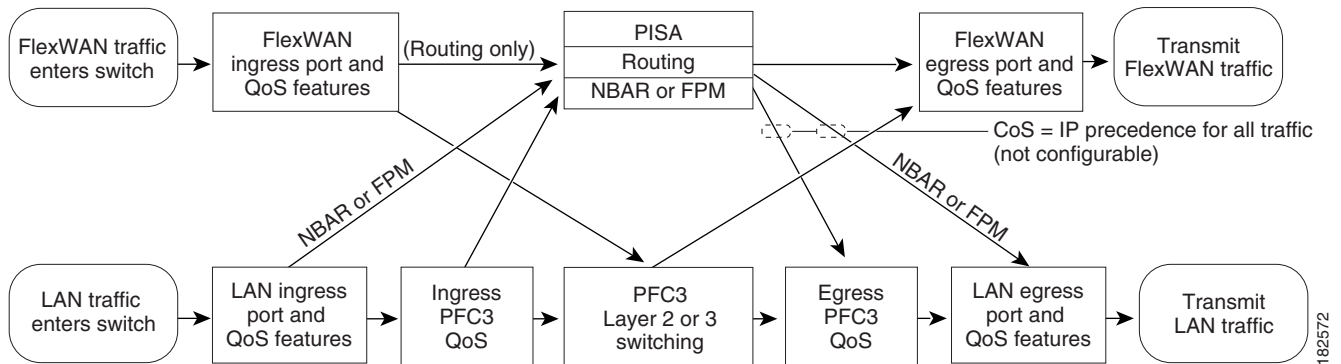 FlexWAN traffic
enters switch
FlexWAN
ingress port and
QoS features
(Routing only)
PISA
Routing
NBAR or FPM
FlexWAN
egress port and
QoS features
Transmit
FlexWAN traffic
CoS = IP precedence for all traffic
(not configurable)
NBAR or FPM
NBAR or FPM
LAN traffic
enters switch
LAN ingress
port and
QoS features
Ingress
PFC3
QoS
PFC3
Layer 2 or 3
switching
Egress
PFC3
QoS
LAN egress
port and
QoS features
Transmit
LAN traffic
182572